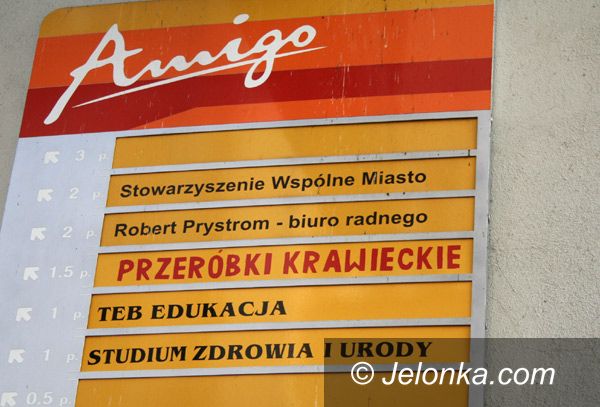 Amigo
3 p.
2 p. Stowarzyszenie Wspólne Miasto
2 p. Robert Prystrom - biuro radnego
1.5 p. PRZERÓBKI KRAWIECKIE
1 p. TEB EDUKACJA
1 p. STUDIUM ZDROWIA I URODY
0.5 p.
© Jelonka.com